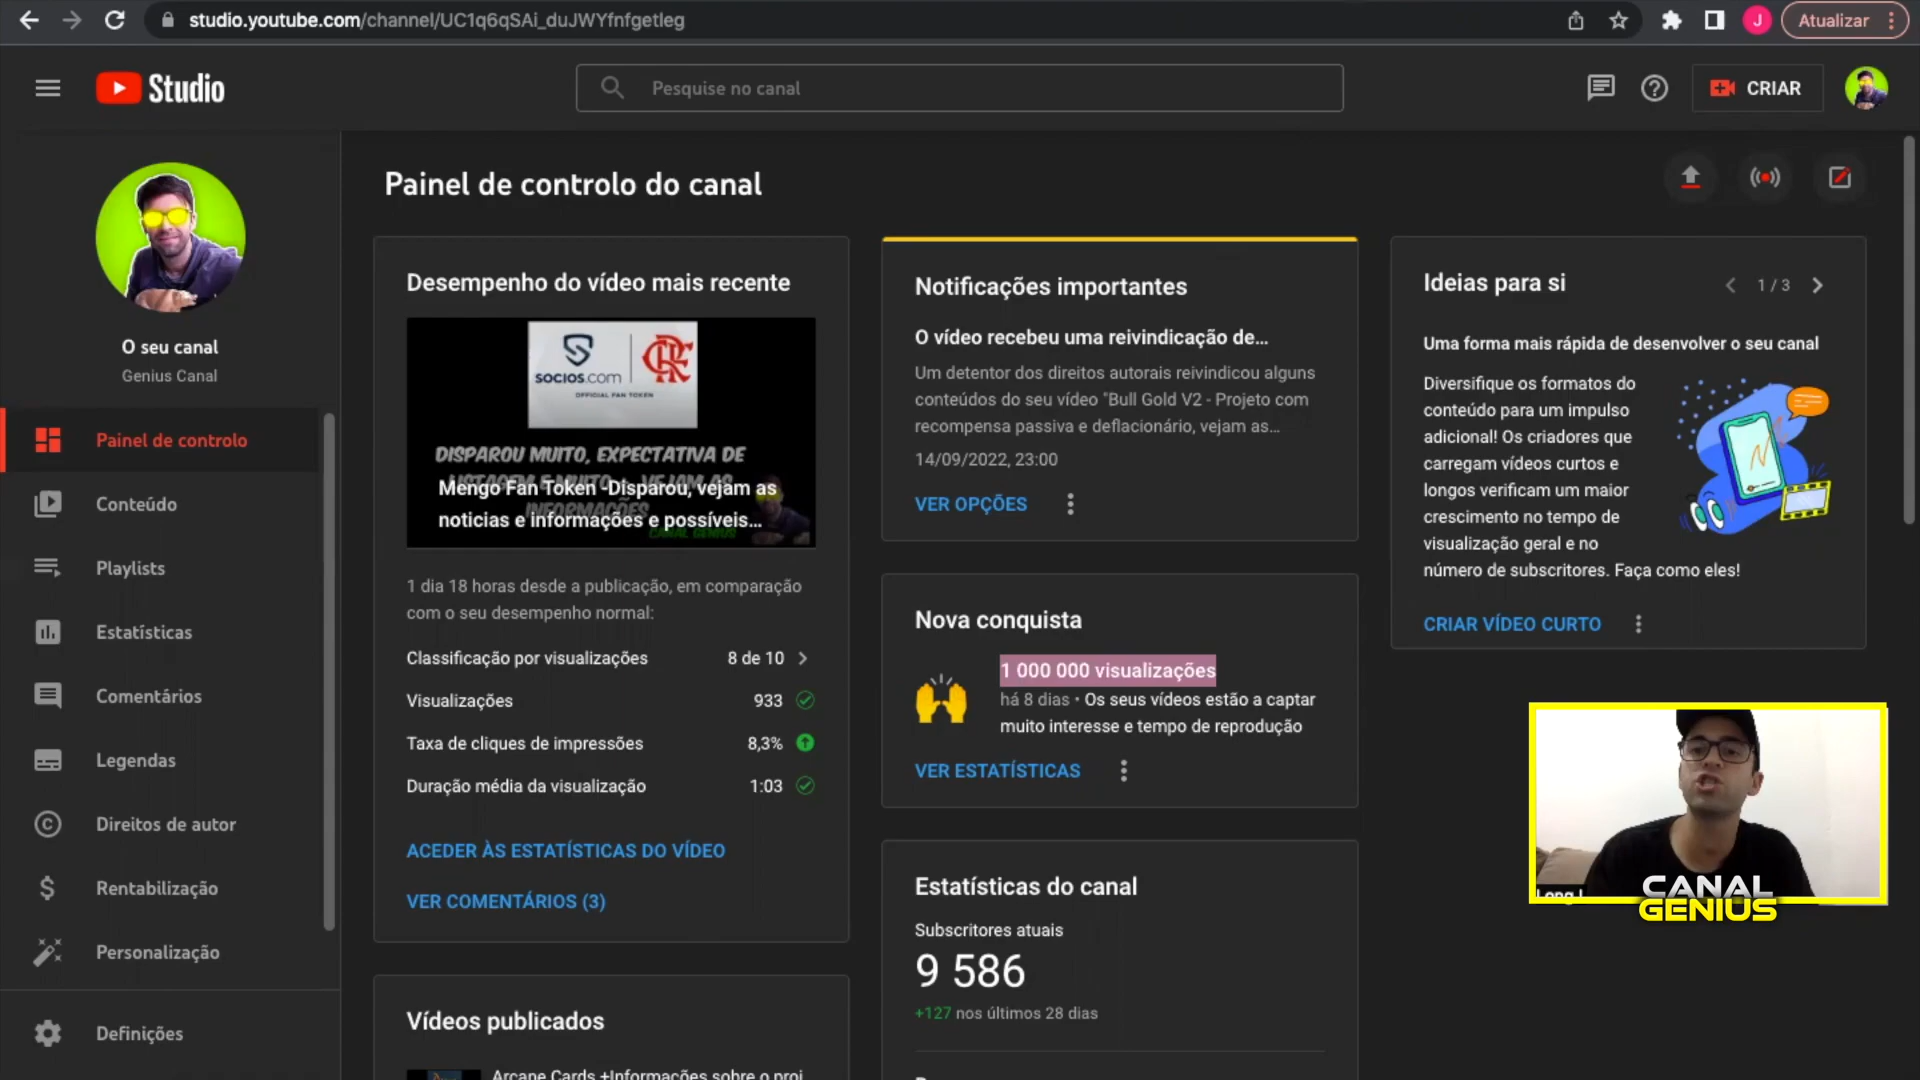 studio.youtube.com/channel/UC1q6qSAi_duJWYfnfgetleg
J
Atualizar
Studio
Pesquise no canal
CRIAR
O seu canal
Genius Canal
Painel de controlo
Conteúdo
Playlists
Estatísticas
Comentários
Legendas
Direitos de autor
Rentabilização
Personalização
Definições
Painel de controlo do canal
Desempenho do vídeo mais recente
SOCIOS.com
OFFICIAL FAN TOKEN
DISPAROU MUITO, EXPECTATIVA DE
Mengo Fan Token -Disparou, vejam as
noticias e informações e possíveis...
CANAL GENIUS
1 dia 18 horas desde a publicação, em comparação
com o seu desempenho normal:
Classificação por visualizações 8 de 10
Visualizações 933
Taxa de cliques de impressões 8,3%
Duração média da visualização 1:03
ACEDER ÀS ESTATÍSTICAS DO VÍDEO
VER COMENTÁRIOS (3)
Vídeos publicados
Arcane Cards +Informações sobre o proj
Notificações importantes
O vídeo recebeu uma reivindicação de...
Um detentor dos direitos autorais reivindicou alguns
conteúdos do seu vídeo "Bull Gold V2 - Projeto com
recompensa passiva e deflacionário, vejam as...
14/09/2022, 23:00
VER OPÇÕES
Nova conquista
1 000 000 visualizações
há 8 dias • Os seus vídeos estão a captar
muito interesse e tempo de reprodução
VER ESTATÍSTICAS
Estatísticas do canal
Subscritores atuais
9 586
+127 nos últimos 28 dias
Ideias para si
1 / 3
Uma forma mais rápida de desenvolver o seu canal
Diversifique os formatos do
conteúdo para um impulso
adicional! Os criadores que
carregam vídeos curtos e
longos verificam um maior
crescimento no tempo de
visualização geral e no
número de subscritores. Faça como eles!
CRIAR VÍDEO CURTO
CANAL
GENIUS